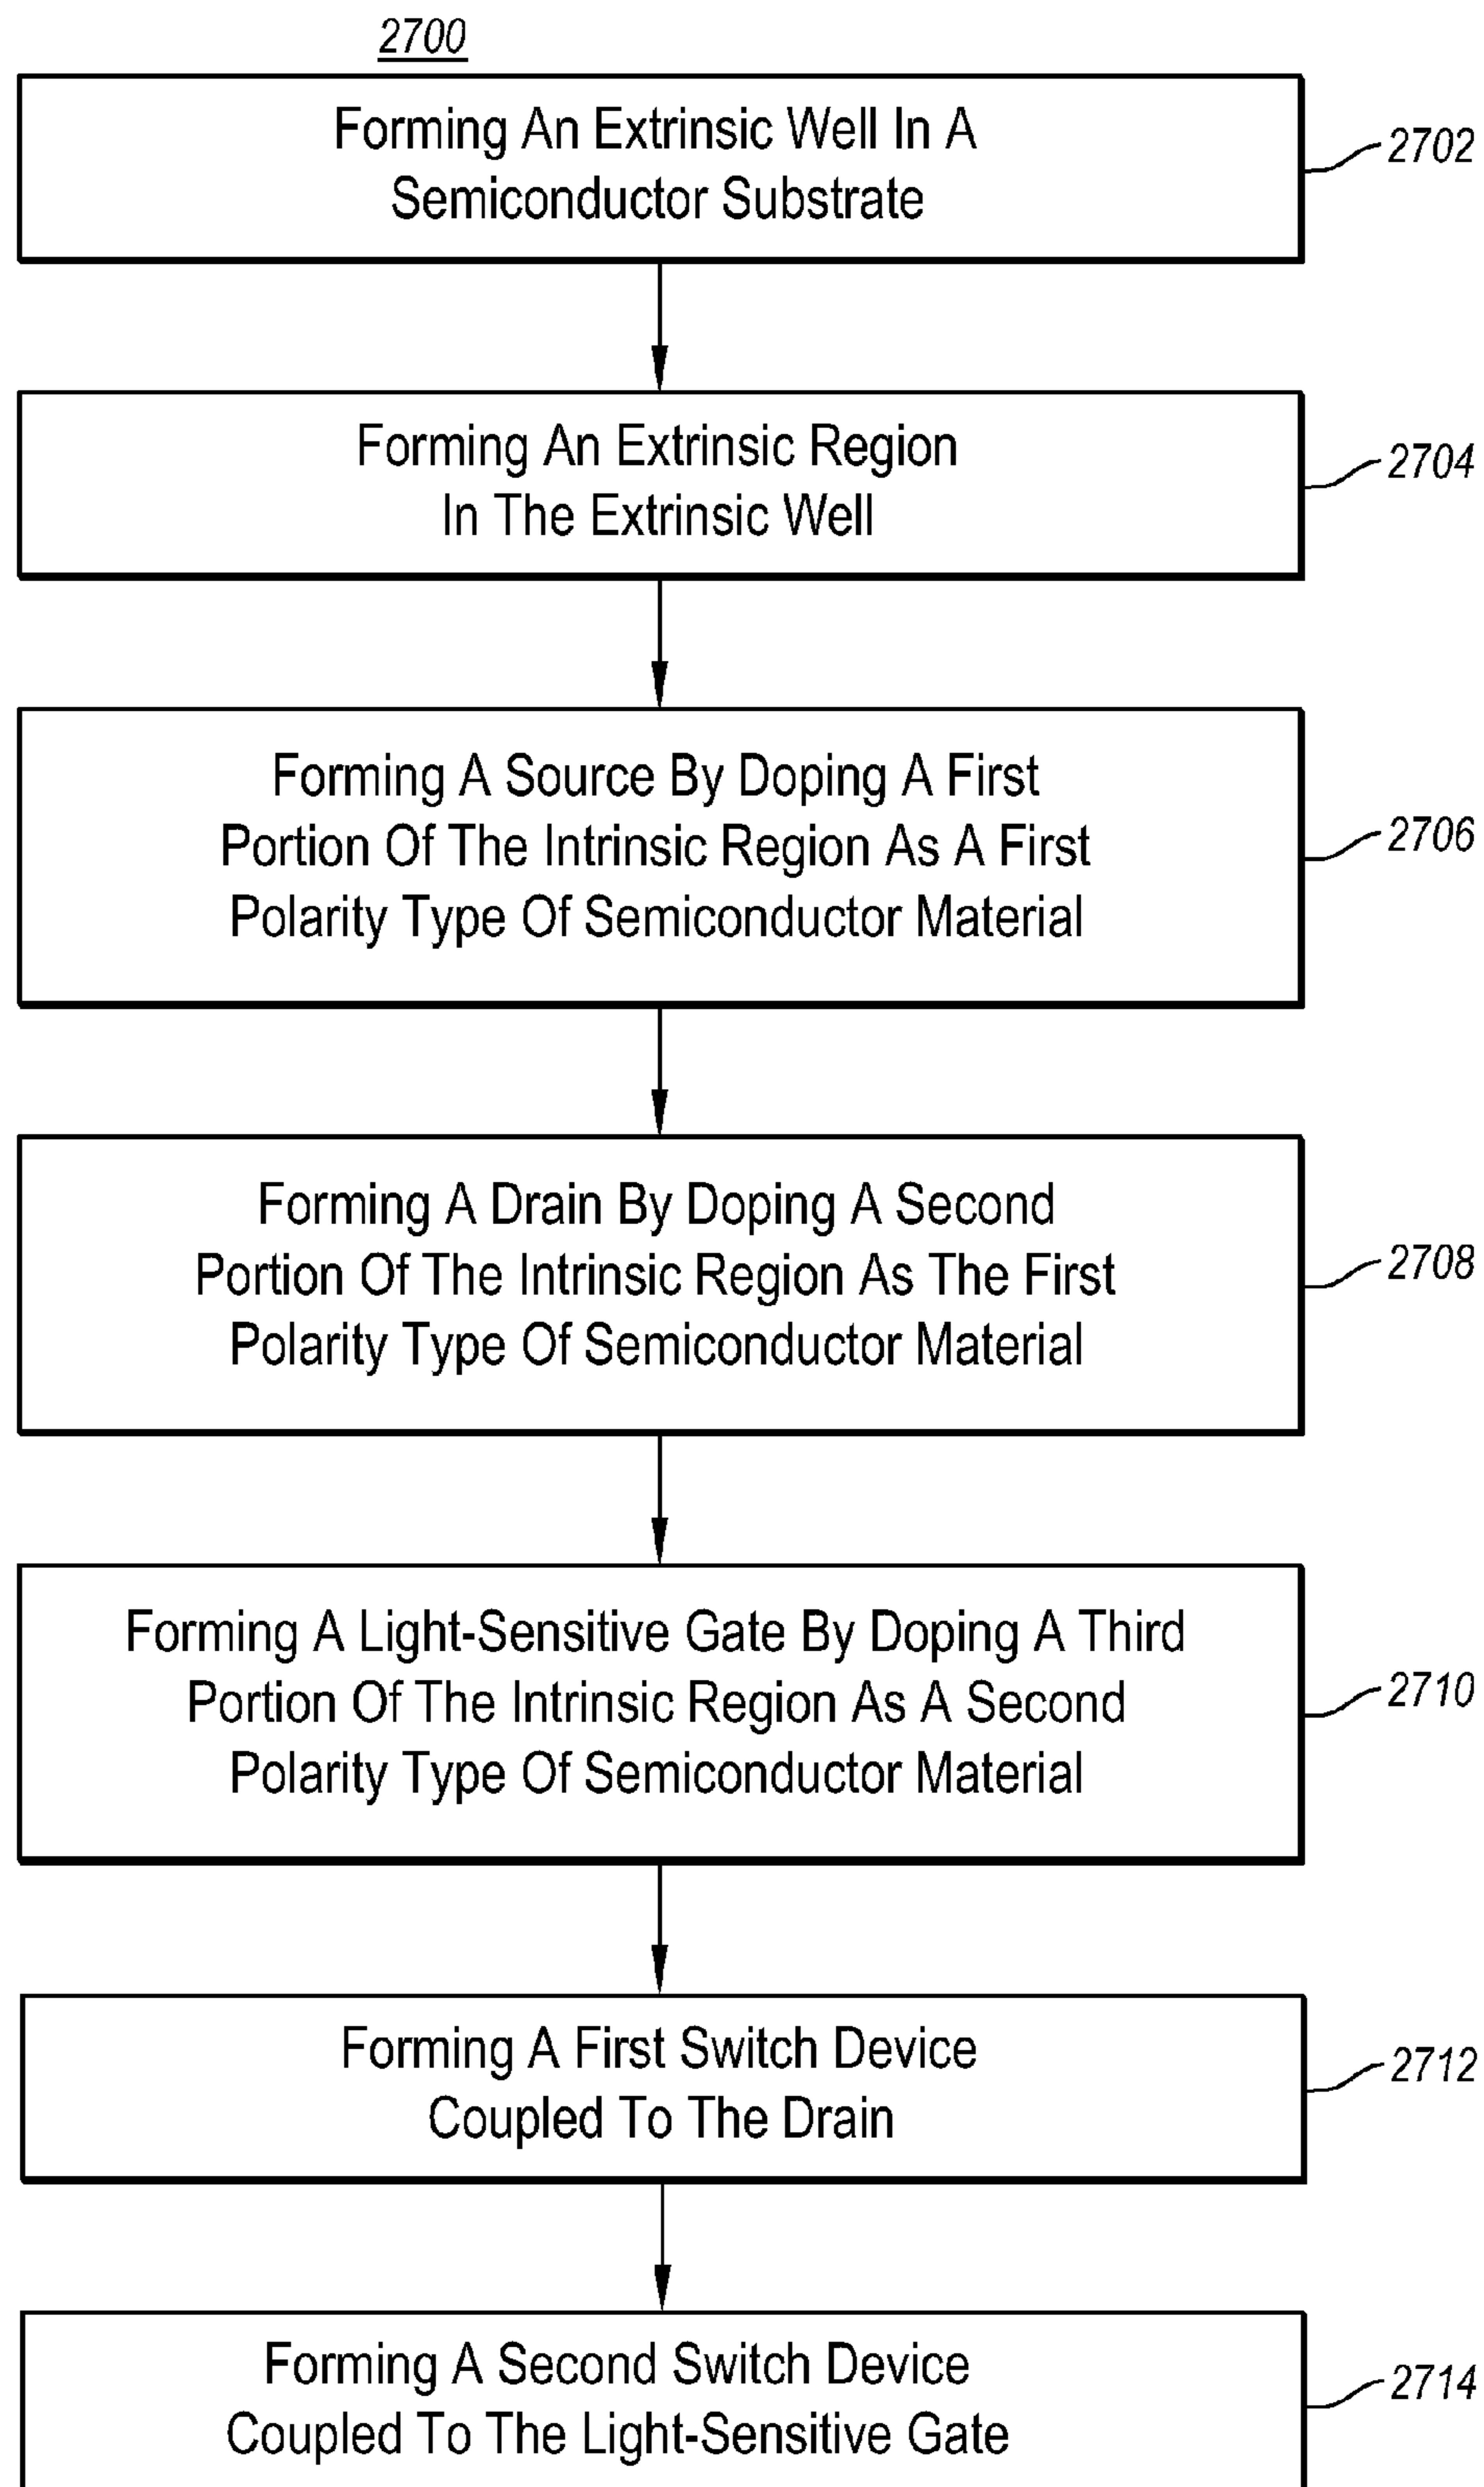 2700
Forming An Extrinsic Well In A
Semiconductor Substrate
2702
Forming An Extrinsic Region
In The Extrinsic Well
2704
Forming A Source By Doping A First
Portion Of The Intrinsic Region As A First
Polarity Type Of Semiconductor Material
2706
Forming A Drain By Doping A Second
Portion Of The Intrinsic Region As The First
Polarity Type Of Semiconductor Material
2708
Forming A Light-Sensitive Gate By Doping A Third
Portion Of The Intrinsic Region As A Second
Polarity Type Of Semiconductor Material
2710
Forming A First Switch Device
Coupled To The Drain
2712
Forming A Second Switch Device
Coupled To The Light-Sensitive Gate
2714